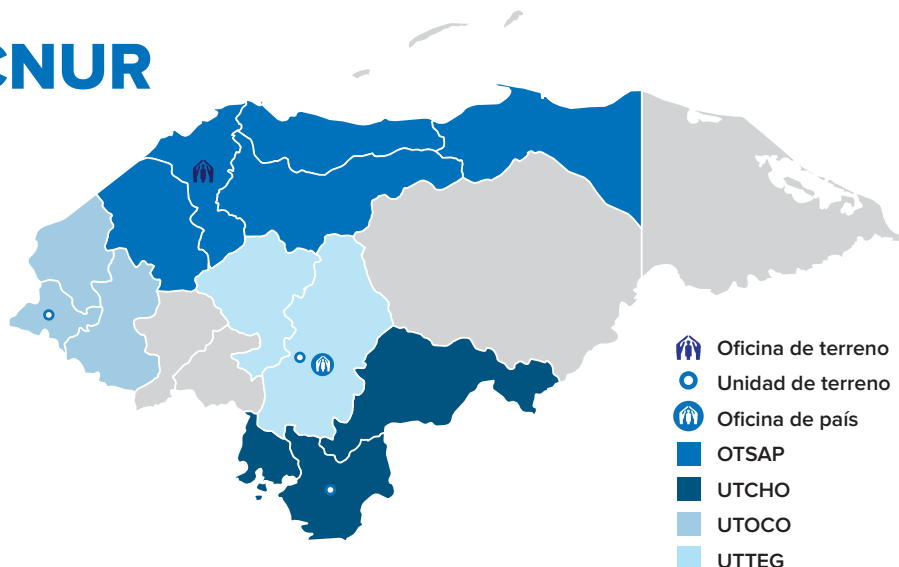 CNUR
Oficina de terreno
Unidad de terreno
Oficina de país
OTSAP
UTCHO
UTOCO
UTTEG